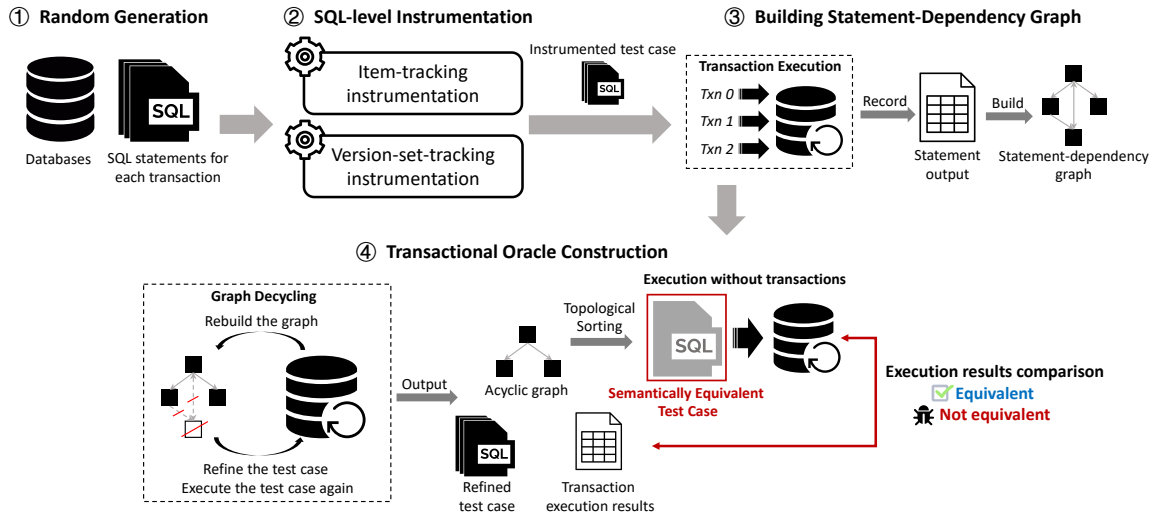 ① Random Generation
Databases
SQL
SQL statements for
each transaction
② SQL-level Instrumentation
Item-tracking
instrumentation
Version-set-tracking
instrumentation
Instrumented test case
SQL
③ Building Statement-Dependency Graph
Transaction Execution
Txn 0
Txn 1
Txn 2
Record
Statement
output
Build
Statement-dependency
graph
④ Transactional Oracle Construction
Graph Decycling
Rebuild the graph
Refine the test case
Execute the test case again
Output
Acyclic graph
Topological
Sorting
Execution without transactions
SQL
Semantically Equivalent
Test Case
SQL
Refined
test case
Transaction
execution results
Execution results comparison
Equivalent
Not equivalent